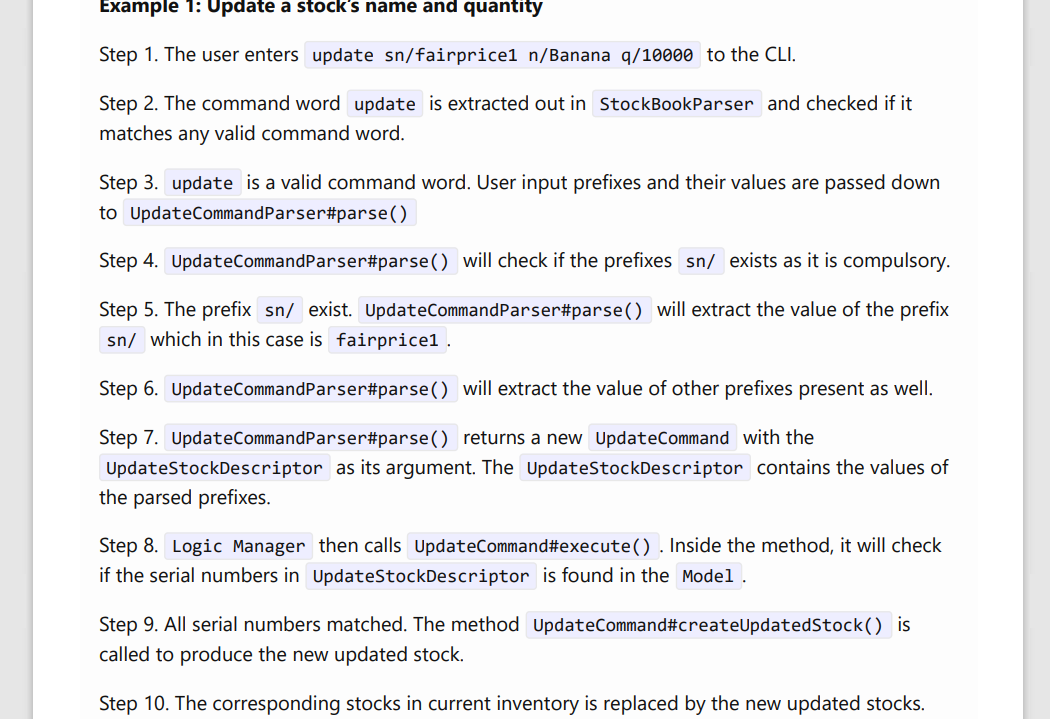 Example 1: Update a stock's name and quantity
Step 1. The user enters update sn/fairprice1 n/Banana q/10000 to the CLI.
Step 2. The command word update is extracted out in StockBookParser and checked if it
matches any valid command word.
Step 3. update is a valid command word. User input prefixes and their values are passed down
to UpdateCommandParser#parse()
Step 4. UpdateCommandParser#parse() will check if the prefixes sn/ exists as it is compulsory.
Step 5. The prefix sn/ exist. UpdateCommandParser#parse() will extract the value of the prefix
sn/ which in this case is fairprice1.
Step 6. UpdateCommandParser#parse() will extract the value of other prefixes present as well.
Step 7. UpdateCommandParser#parse() returns a new UpdateCommand with the
UpdateStockDescriptor as its argument. The UpdateStockDescriptor contains the values of
the parsed prefixes.
Step 8. Logic Manager then calls UpdateCommand#execute(). Inside the method, it will check
if the serial numbers in UpdateStockDescriptor is found in the Model.
Step 9. All serial numbers matched. The method UpdateCommand#createUpdatedStock() is
called to produce the new updated stock.
Step 10. The corresponding stocks in current inventory is replaced by the new updated stocks.